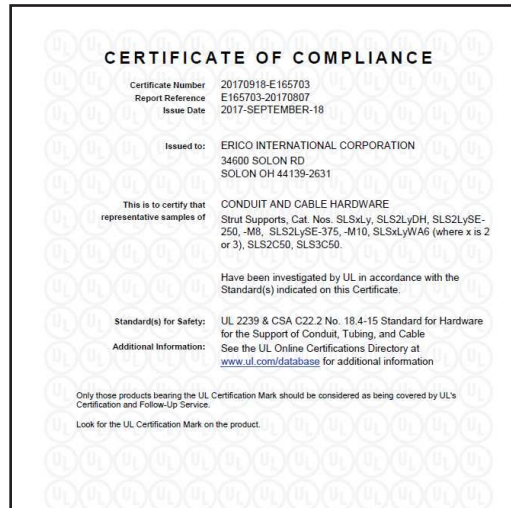 CERTIFICATE OF COMPLIANCE
Certificate Number 20170918-E165703
Report Reference E165703-20170807
Issue Date 2017-SEPTEMBER-18
Issued to: ERICO INTERNATIONAL CORPORATION
34600 SOLON RD
SOLON OH 44139-2631
This is to certify that CONDUIT AND CABLE HARDWARE
representative samples of Strut Supports, Cat. Nos. SLSxLy, SLS2LyDH, SLS2LySE-
250, -M8, SLS2LySE-375, -M10, SLSxLyWA6 (where x is 2
or 3), SLS2C50, SLS3C50.
Have been investigated by UL in accordance with the
Standard(s) indicated on this Certificate.
Standard(s) for Safety: UL 2239 & CSA C22.2 No. 18.4-15 Standard for Hardware
for the Support of Conduit, Tubing, and Cable
Additional Information: See the UL Online Certifications Directory at
www.ul.com/database for additional information
Only those products bearing the UL Certification Mark should be considered as being covered by UL's
Certification and Follow-Up Service.
Look for the UL Certification Mark on the product.